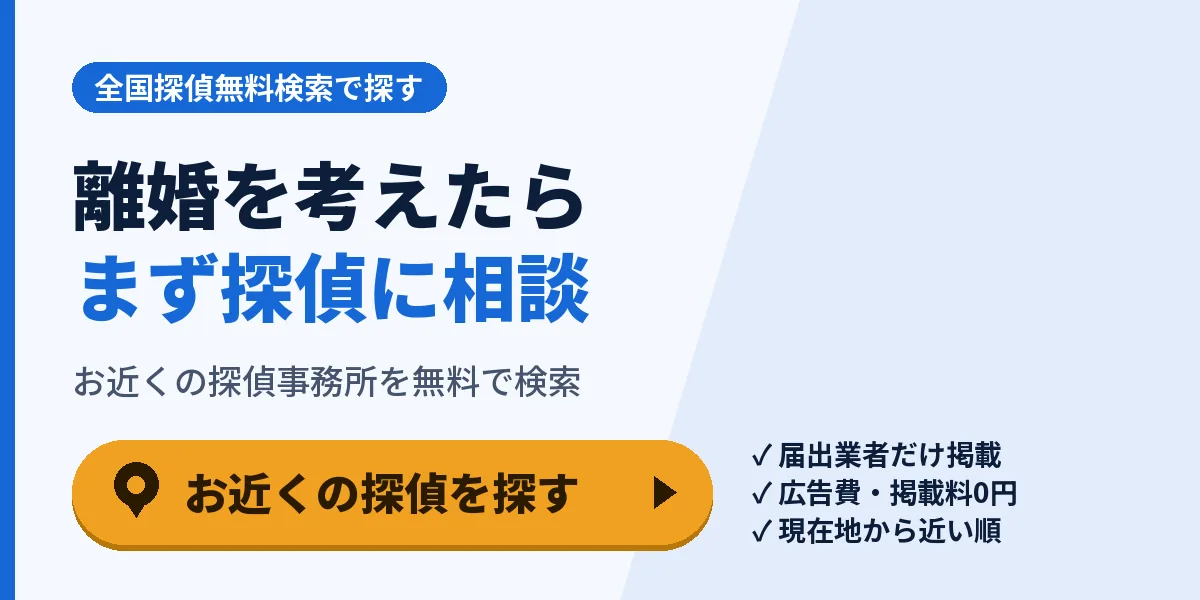 全国探偵無料検索で探す
離婚を考えたら
まず探偵に相談
お近くの探偵事務所を無料で検索
お近くの探偵を探す
✓届出業者だけ掲載
✓広告費・掲載料0円
✓現在地から近い順